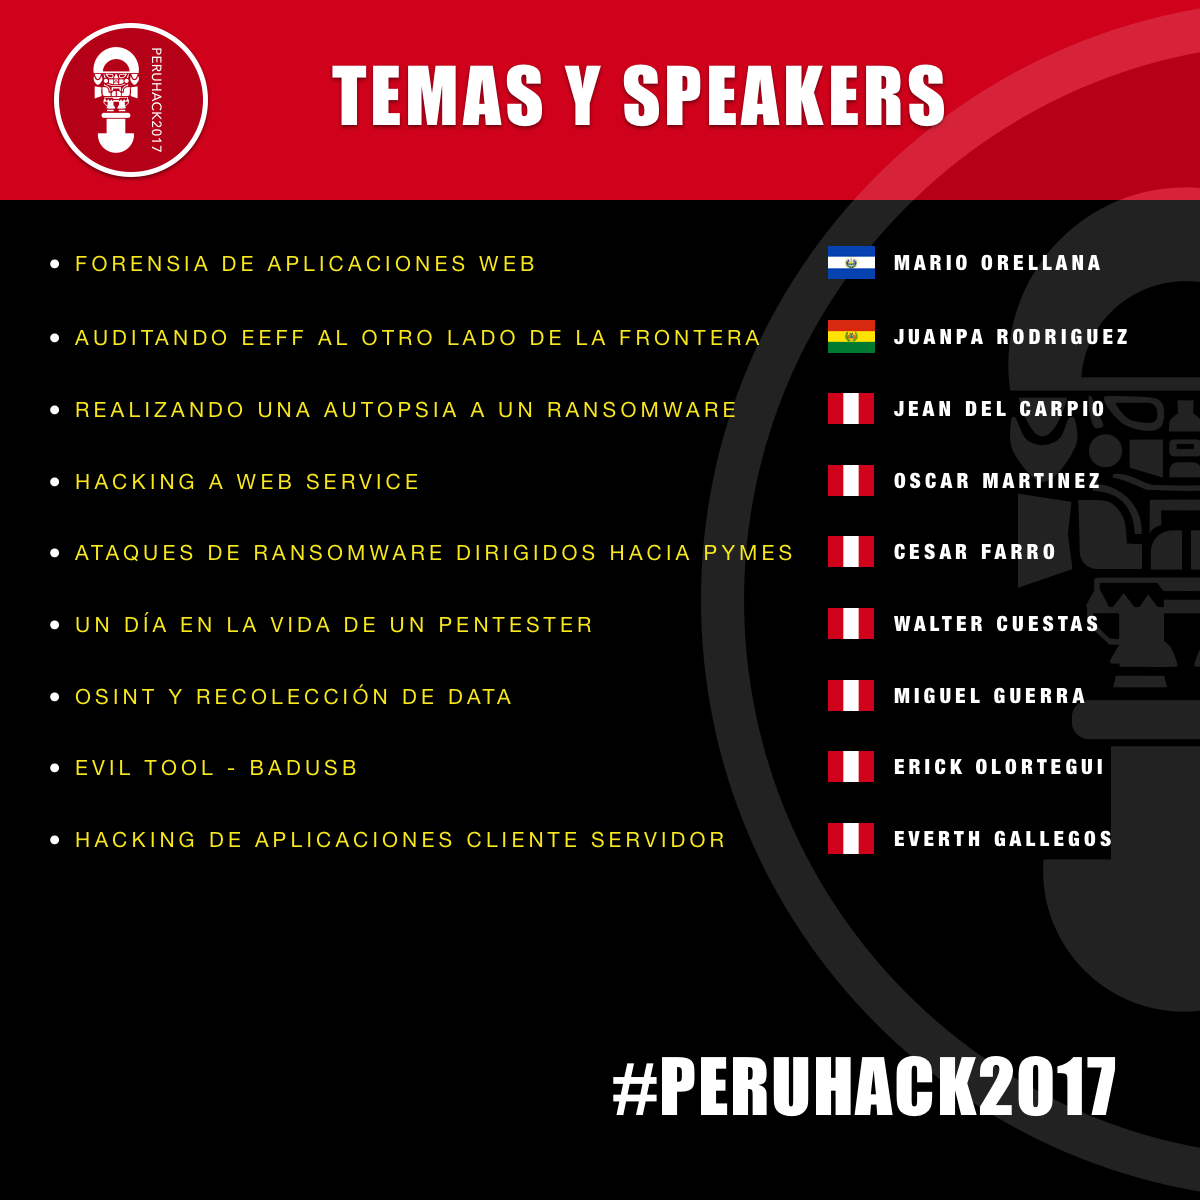 PERUHACK2017
TEMAS Y SPEAKERS
• FORENSIA DE APLICACIONES WEB MARIO ORELLANA
• AUDITANDO EEFF AL OTRO LADO DE LA FRONTERA JUANPA RODRIGUEZ
• REALIZANDO UNA AUTOPSIA A UN RANSOMWARE JEAN DEL CARPIO
• HACKING A WEB SERVICE OSCAR MARTINEZ
• ATAQUES DE RANSOMWARE DIRIGIDOS HACIA PYMES CESAR FARRO
• UN DÍA EN LA VIDA DE UN PENTESTER WALTER CUESTAS
• OSINT Y RECOLECCIÓN DE DATA MIGUEL GUERRA
• EVIL TOOL - BADUSB ERICK OLORTEGUI
• HACKING DE APLICACIONES CLIENTE SERVIDOR EVERTH GALLEGOS
#PERUHACK2017